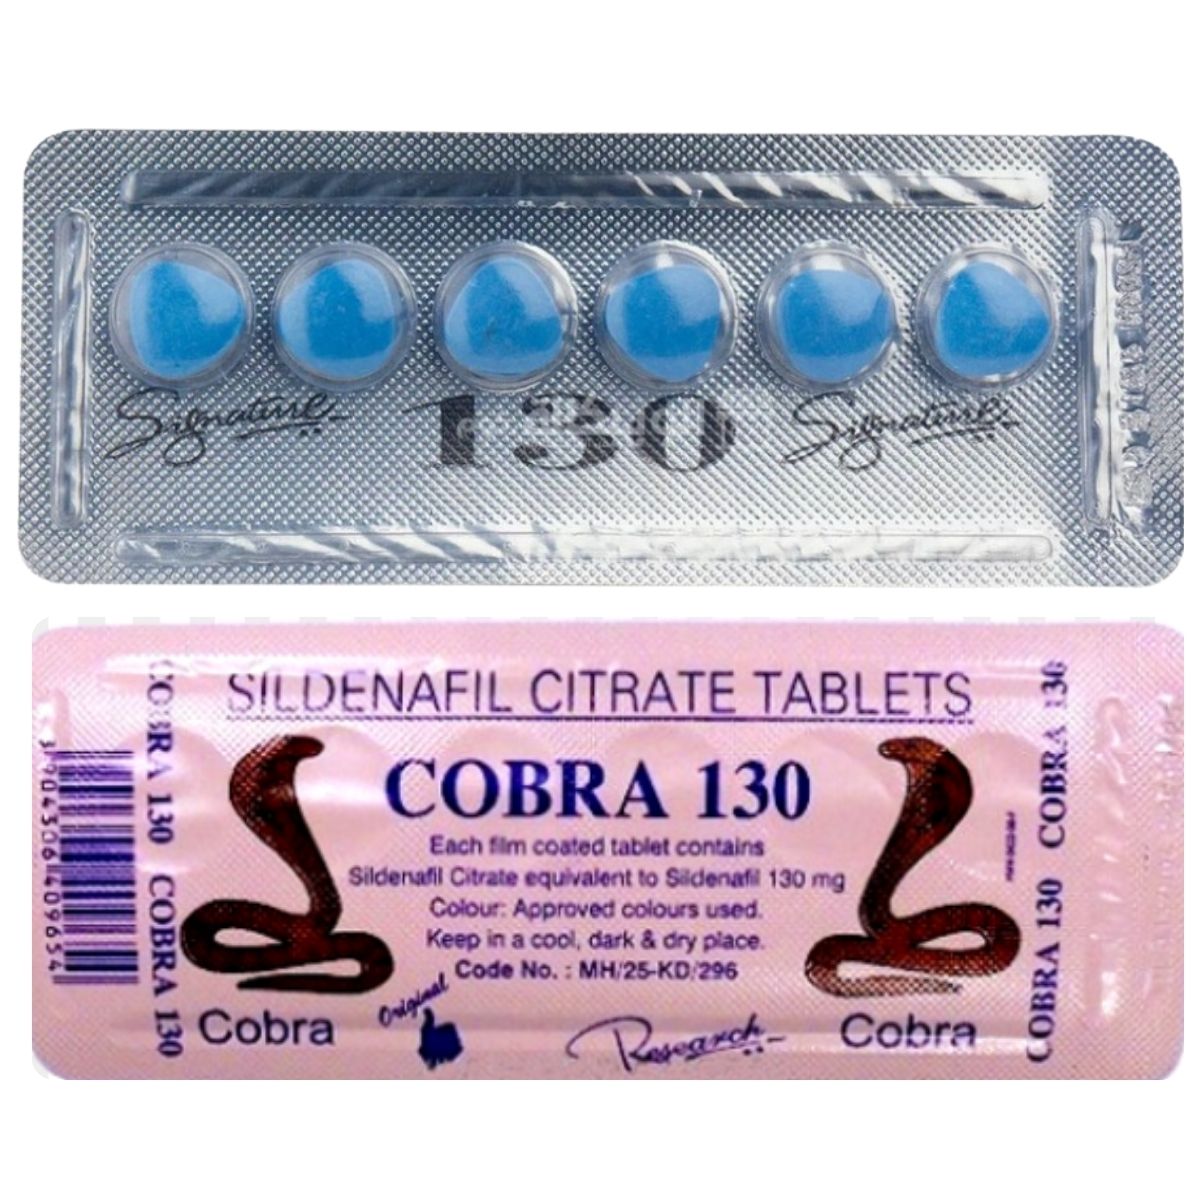 Signature 130 Signature
SILDENAFIL CITRATE TABLETS
COBRA 130
Each film coated tablet contains
Sildenafil Citrate equivalent to Sildenafil 130 mg
Colour: Approved colours used.
Keep in a cool, dark & dry place.
Code No. : MH/25-KD/296
Cobra
Original
Research
Cobra
COBRA 130 COBRA 130
COBRA 130 COBRA 130